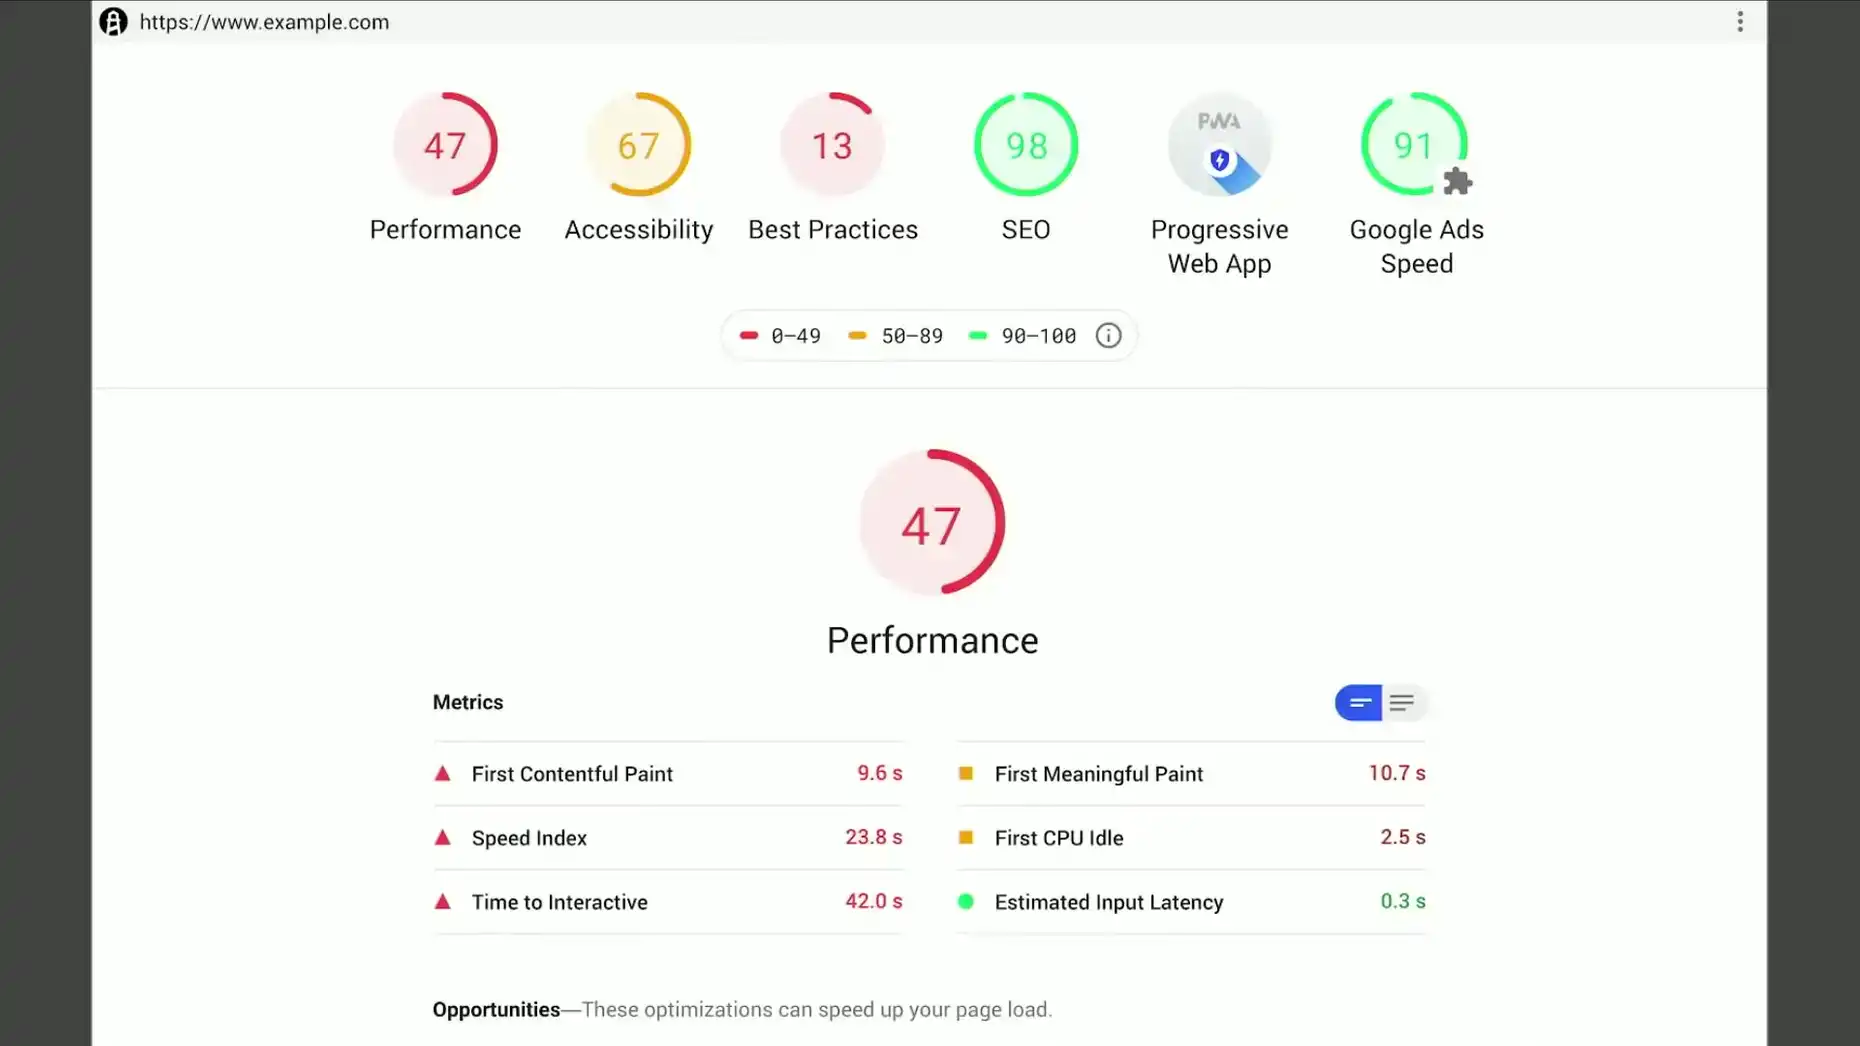 https://www.example.com
47
67
13
98
PWA
91
Performance
Accessibility
Best Practices
SEO
Progressive
Web App
Google Ads
Speed
0–49
50–89
90–100
47
Performance
Metrics
First Contentful Paint 9.6 s
First Meaningful Paint 10.7 s
Speed Index 23.8 s
First CPU Idle 2.5 s
Time to Interactive 42.0 s
Estimated Input Latency 0.3 s
Opportunities—These optimizations can speed up your page load.